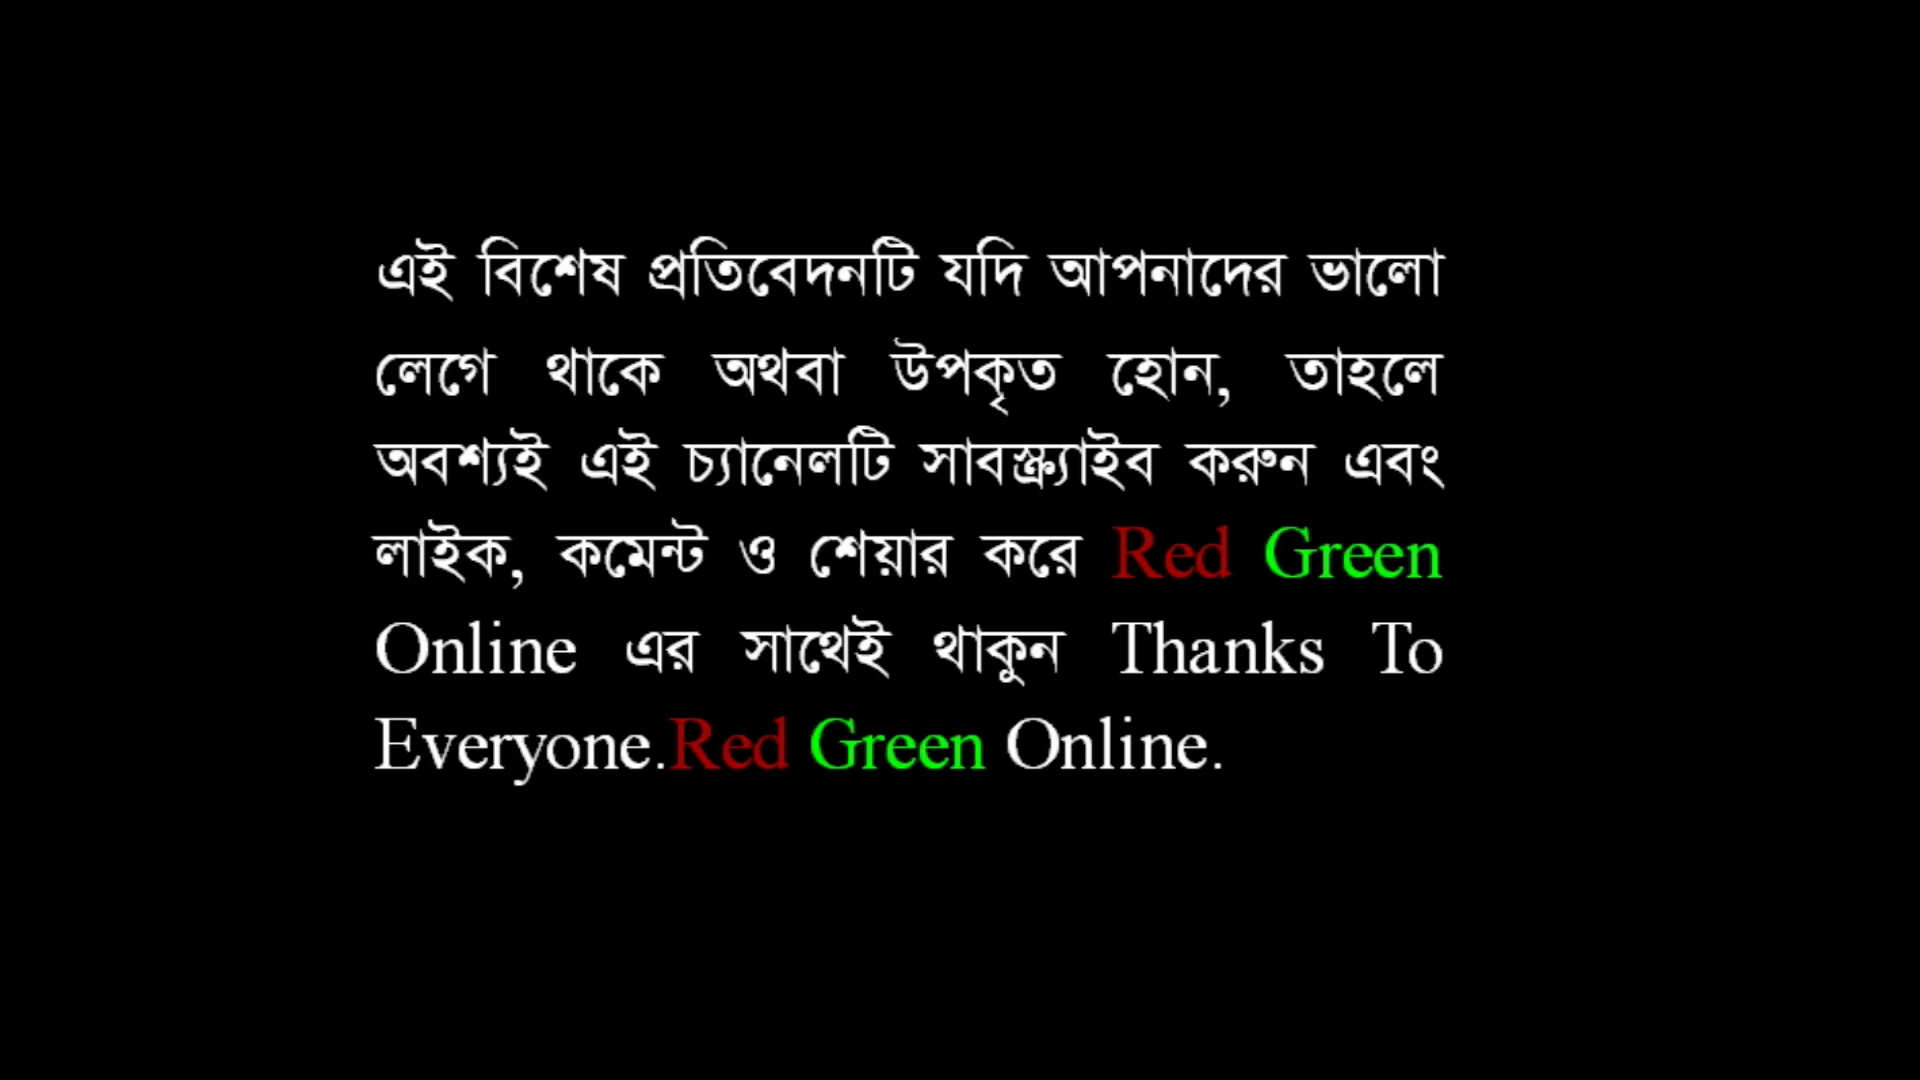 এই বিশেষ প্রতিবেদনটি যদি আপনাদের ভালো
লেগে থাকে অথবা উপকৃত হোন, তাহলে
অবশ্যই এই চ্যানেলটি সাবস্ক্র্যাইব করুন এবং
লাইক, কমেন্ট ও শেয়ার করে Red Green
Online এর সাথেই থাকুন Thanks To
Everyone.Red Green Online.